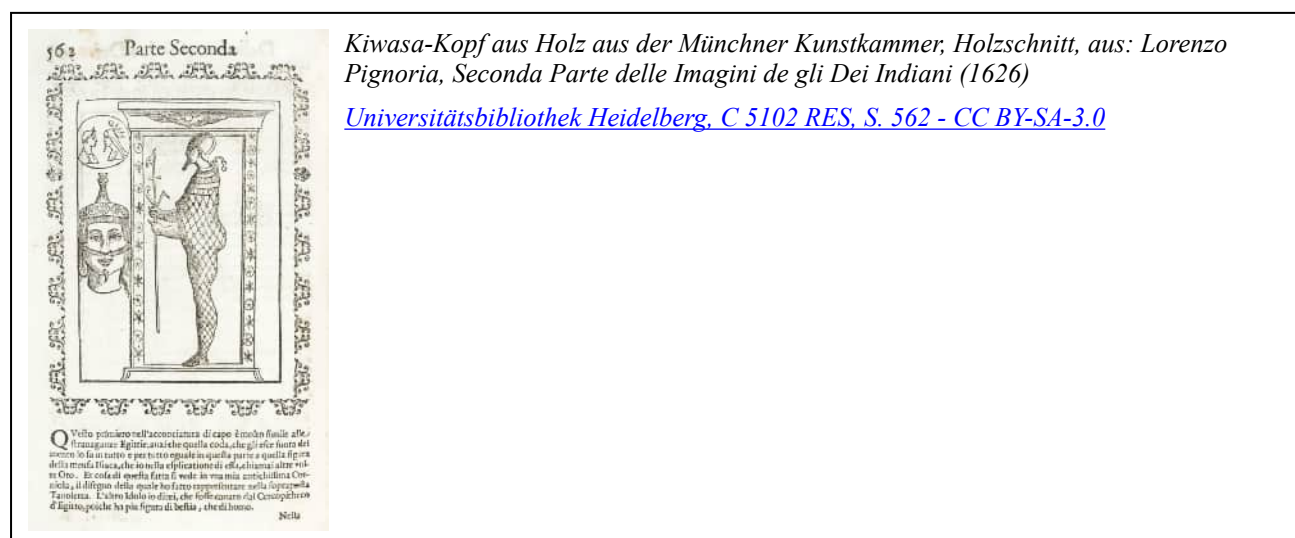 562 Parte Seconda
Kiwasa-Kopf aus Holz aus der Münchner Kunstkammer, Holzschnitt, aus: Lorenzo
Pignoria, Seconda Parte delle Imagini de gli Dei Indiani (1626)
Universitätsbibliothek Heidelberg, C 5102 RES, S. 562 - CC BY-SA-3.0
QVesto primiero nell'acconciatura di capo è molto simile alle
strauaganze Egittie, anzi che quella coda, che gli esce fuora del
mento lo fa in tutto e per tutto eguale in questa parte a quella figura
della mensa Isiaca, che io nella esplicatione di essa, chiamai altre vol-
te Oro. Et cosa di questa fatta si vede in vna mia antichissima Cor-
niola, il disegno della quale ho fatto rappresentare nella soprapposta
Tauoletta. L'altro Idolo io direi, che fosse cauato dal Cercopitheco
d'Egitto, poiche ha piu figura di bestia, che di homo.
Nella